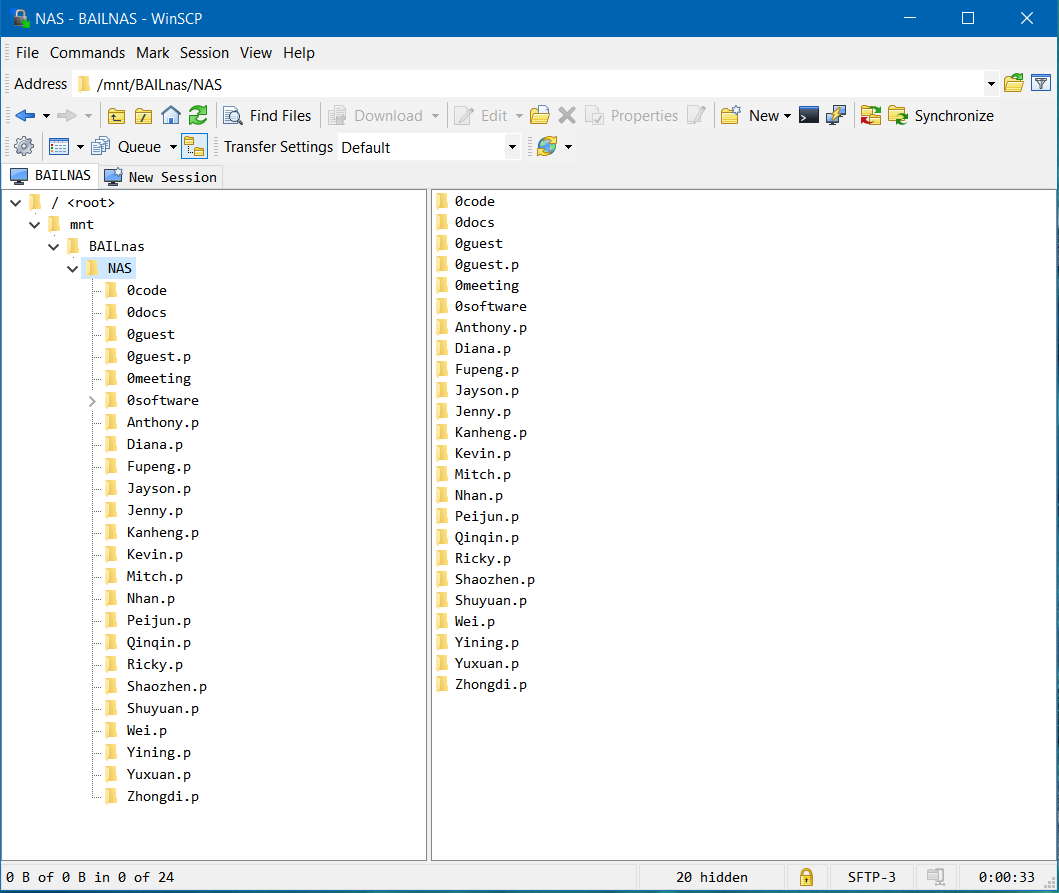 NAS - BAILNAS - WinSCP
File Commands Mark Session View Help
Address /mnt/BAILnas/NAS
Find Files Download Edit Properties New Synchronize
Queue Transfer Settings Default
BAILNAS New Session
/ <root>
mnt
BAILnas
NAS
0code
0docs
0guest
0guest.p
0meeting
0software
Anthony.p
Diana.p
Fupeng.p
Jayson.p
Jenny.p
Kanheng.p
Kevin.p
Mitch.p
Nhan.p
Peijun.p
Qinqin.p
Ricky.p
Shaozhen.p
Shuyuan.p
Wei.p
Yining.p
Yuxuan.p
Zhongdi.p
0code
0docs
0guest
0guest.p
0meeting
0software
Anthony.p
Diana.p
Fupeng.p
Jayson.p
Jenny.p
Kanheng.p
Kevin.p
Mitch.p
Nhan.p
Peijun.p
Qinqin.p
Ricky.p
Shaozhen.p
Shuyuan.p
Wei.p
Yining.p
Yuxuan.p
Zhongdi.p
0 B of 0 B in 0 of 24 20 hidden SFTP-3 0:00:33